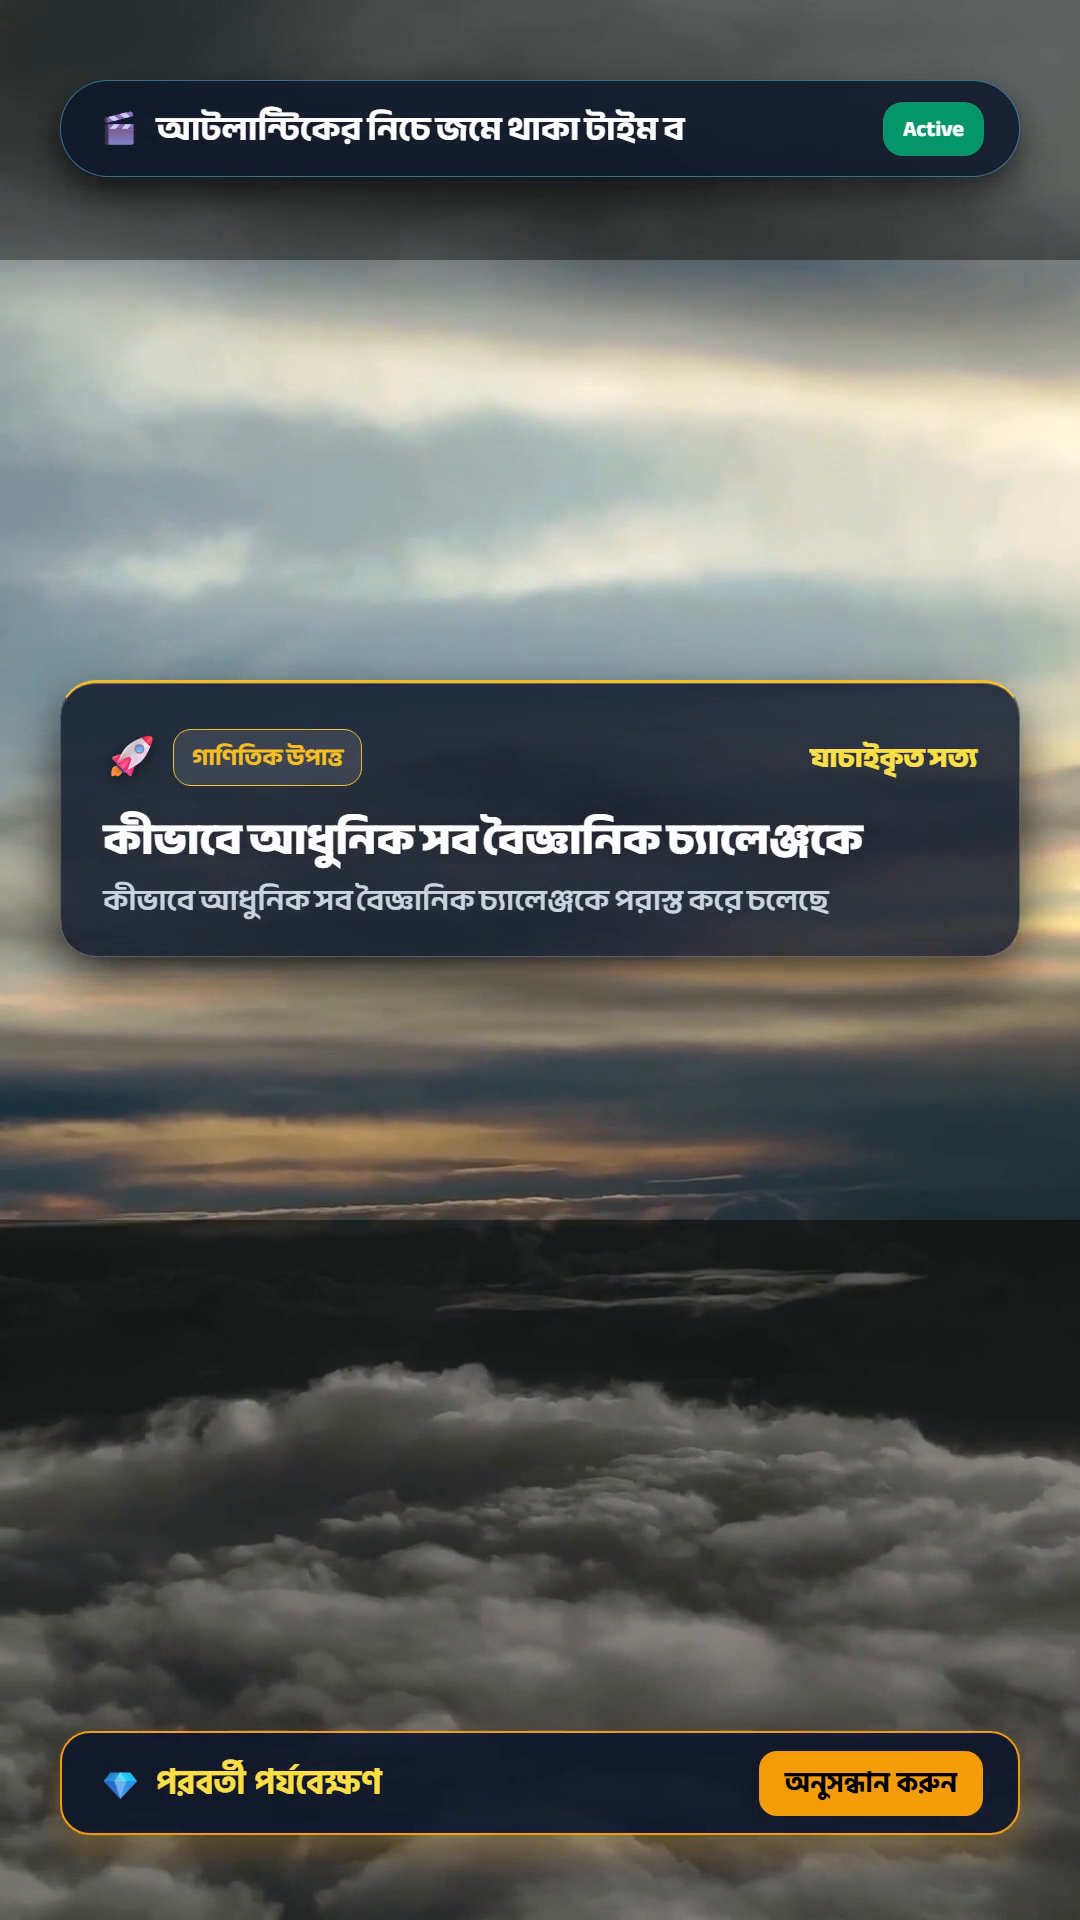 আটলান্টিকের নিচে জমে থাকা টাইম ব
Active
গাণিতিক উপাত্ত
যাচাইকৃত সত্য
কীভাবে আধুনিক সব বৈজ্ঞানিক চ্যালেঞ্জকে
কীভাবে আধুনিক সব বৈজ্ঞানিক চ্যালেঞ্জকে পরাস্ত করে চলেছে
পরবর্তী পর্যবেক্ষণ
অনুসন্ধান করুন